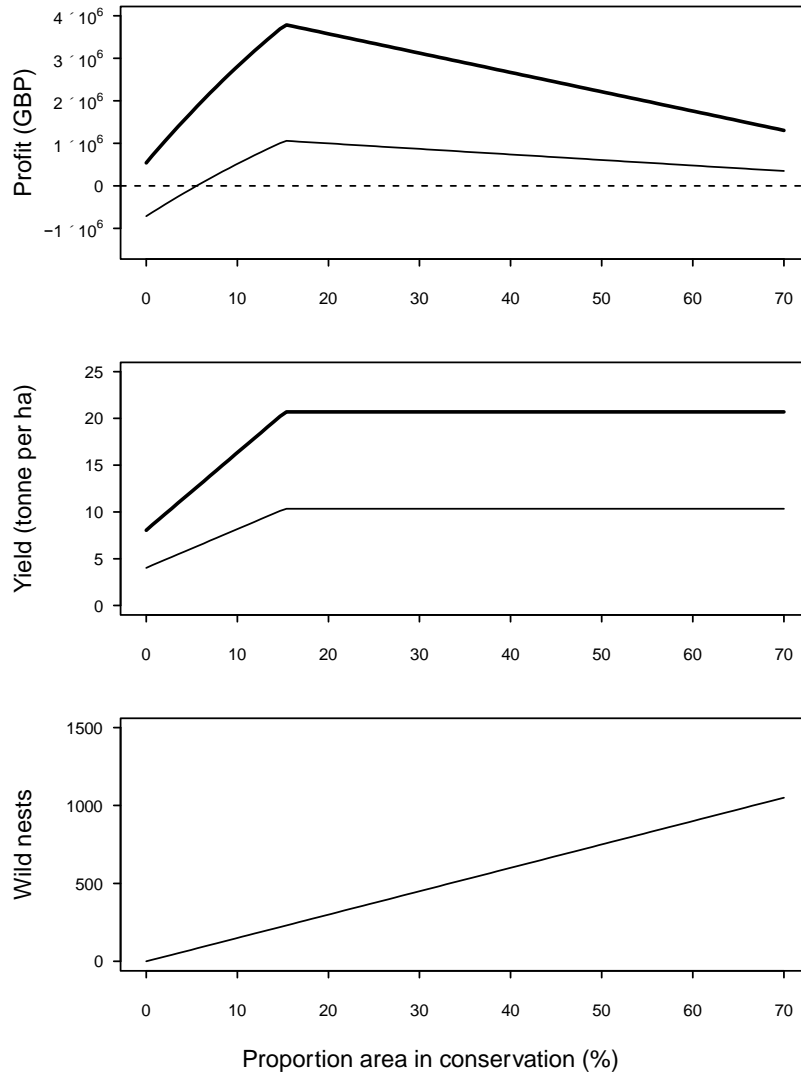 Profit (GBP)
4 ´ 10⁶
3 ´ 10⁶
2 ´ 10⁶
1 ´ 10⁶
0
−1 ´ 10⁶
0 10 20 30 40 50 60 70
Yield (tonne per ha)
25
20
15
10
5
0
0 10 20 30 40 50 60 70
Wild nests
1500
1000
500
0
0 10 20 30 40 50 60 70
Proportion area in conservation (%)